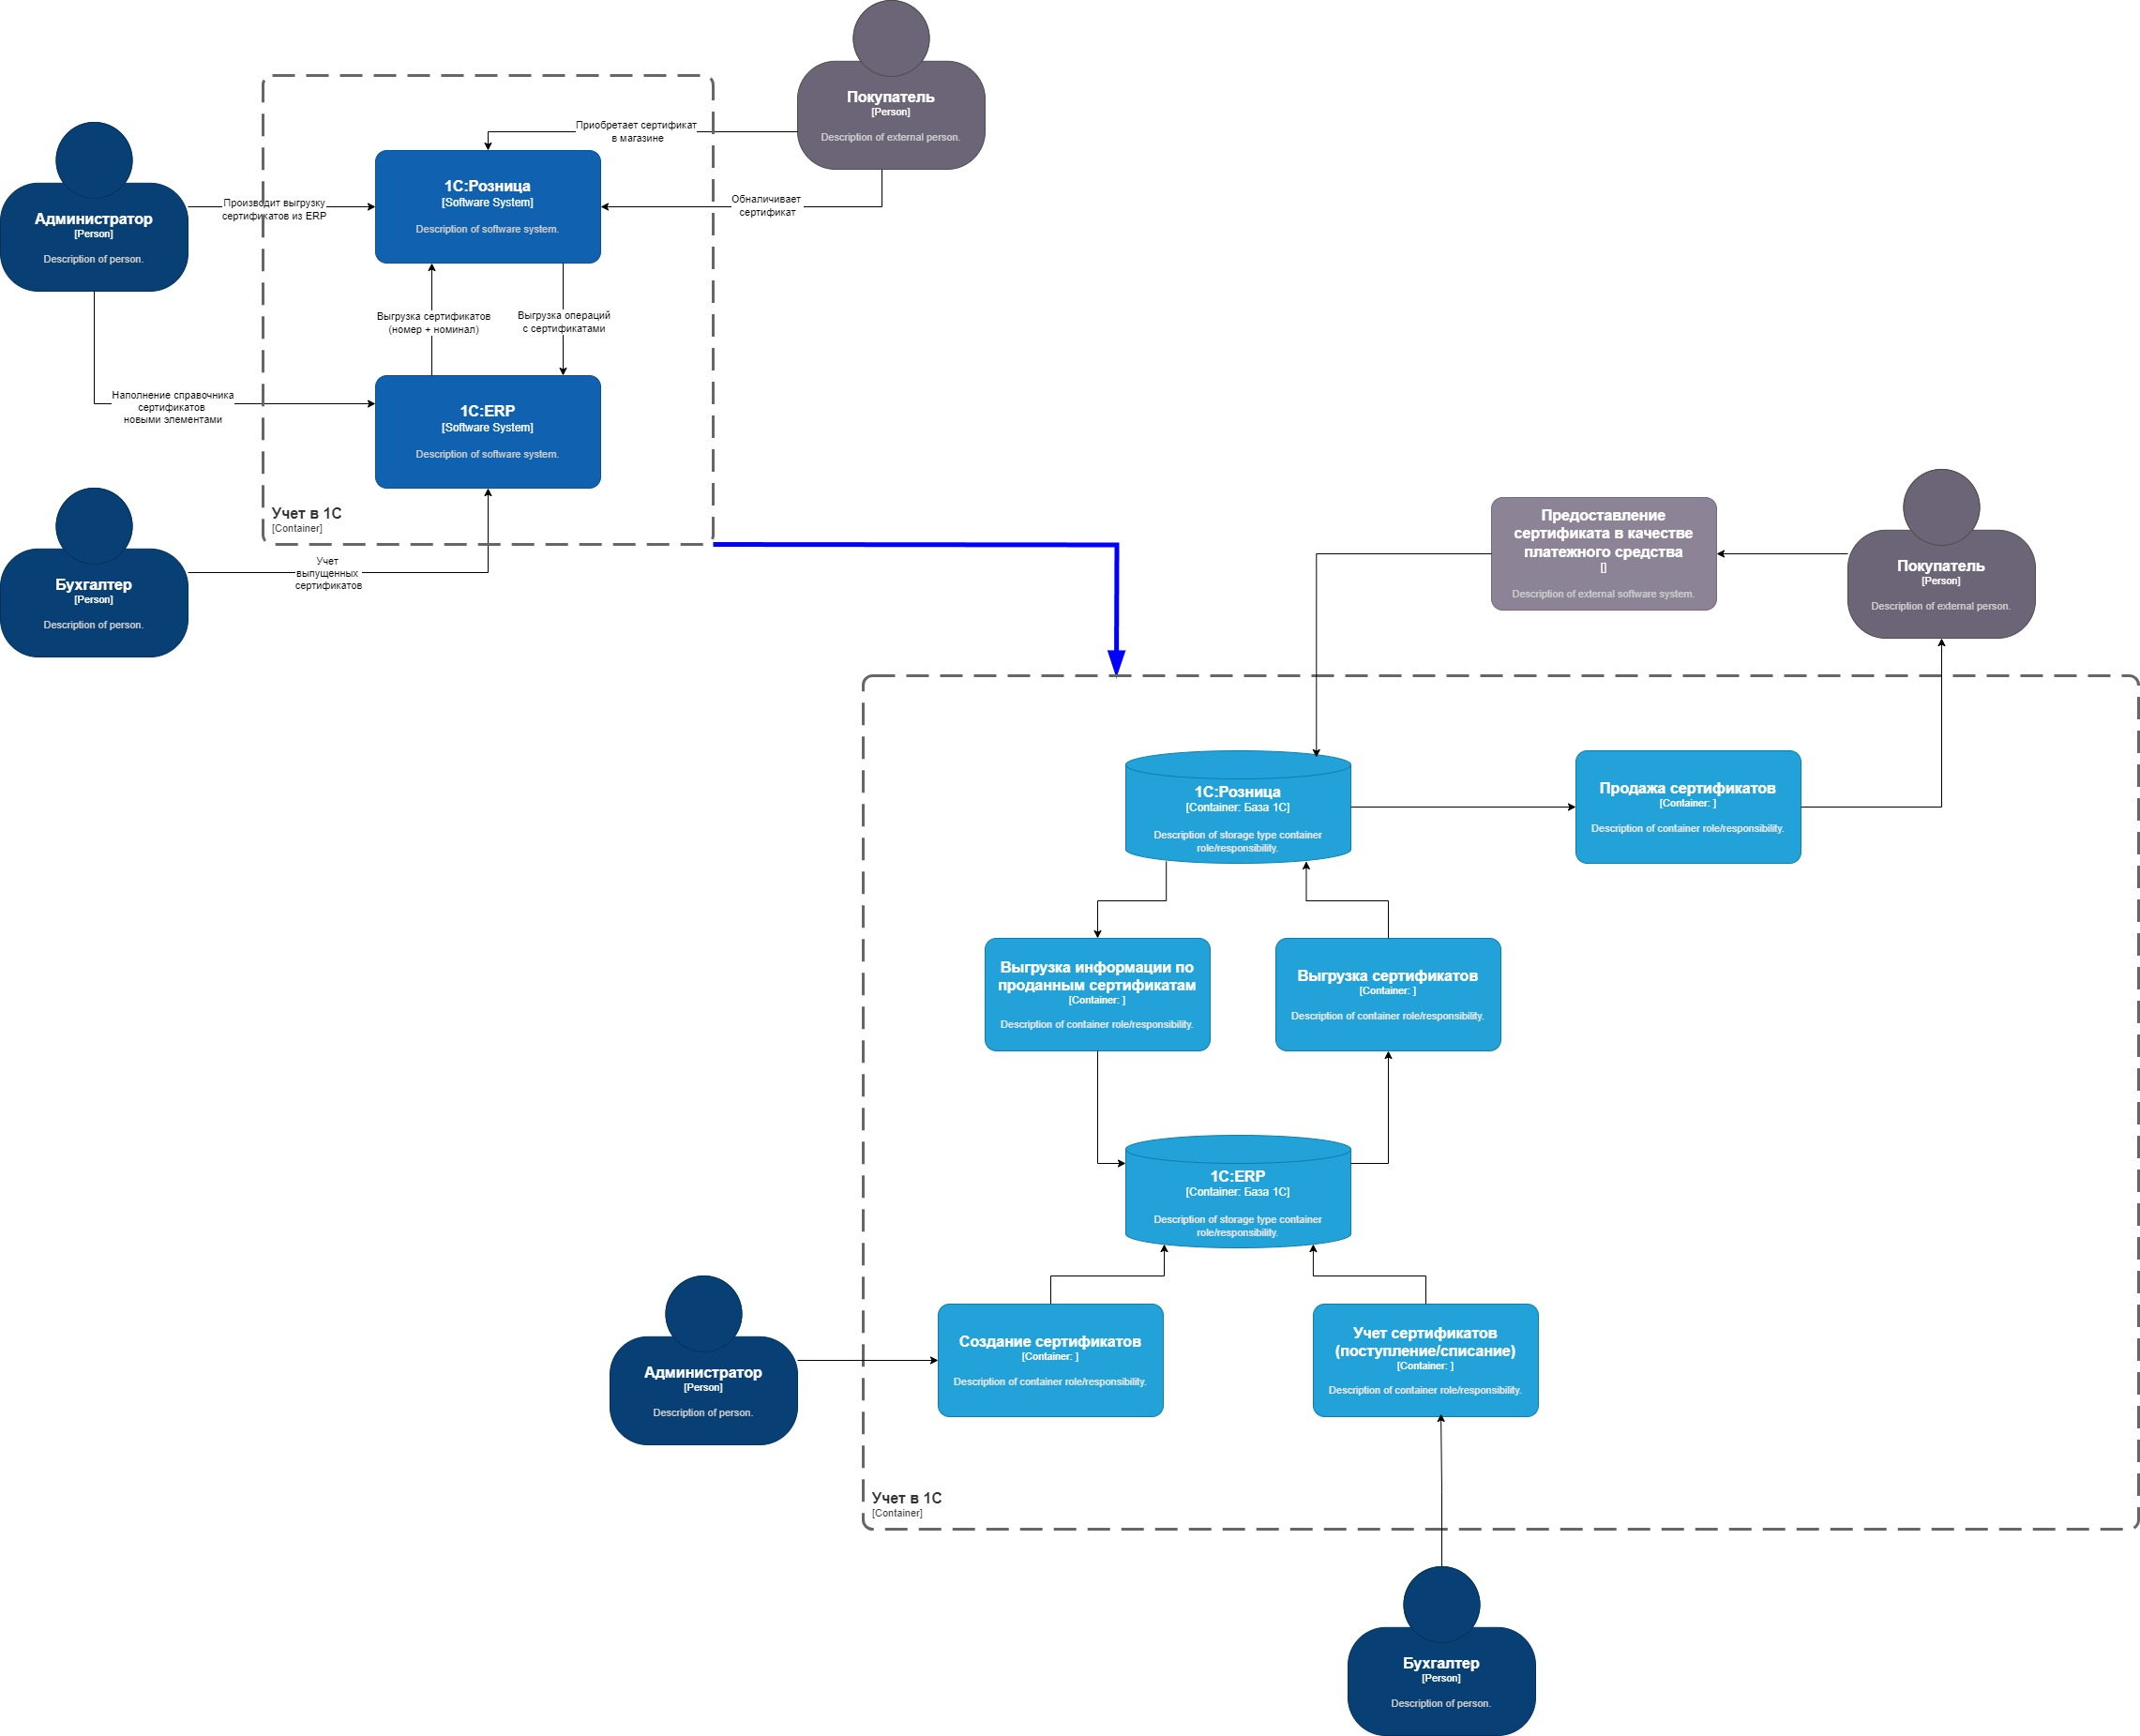 Покупатель
[Person]
Description of external person.
Приобретает сертификат
в магазине
Администратор
[Person]
Description of person.
Производит выгрузку
сертификатов из ERP
1С:Розница
[Software System]
Description of software system.
Обналичивает
сертификат
Выгрузка сертификатов
(номер + номинал)
Выгрузка операций
с сертификатами
Наполнение справочника
сертификатов
новыми элементами
1С:ERP
[Software System]
Description of software system.
Учет в 1С
[Container]
Бухгалтер
[Person]
Description of person.
Учет
выпущенных
сертификатов
Предоставление
сертификата в качестве
платежного средства
[]
Description of external software system.
Покупатель
[Person]
Description of external person.
1С:Розница
[Container: База 1С]
Description of storage type container
role/responsibility.
Продажа сертификатов
[Container: ]
Description of container role/responsibility.
Выгрузка информации по
проданным сертификатам
[Container: ]
Description of container role/responsibility.
Выгрузка сертификатов
[Container: ]
Description of container role/responsibility.
1С:ERP
[Container: База 1С]
Description of storage type container
role/responsibility.
Администратор
[Person]
Description of person.
Создание сертификатов
[Container: ]
Description of container role/responsibility.
Учет сертификатов
(поступление/списание)
[Container: ]
Description of container role/responsibility.
Учет в 1С
[Container]
Бухгалтер
[Person]
Description of person.